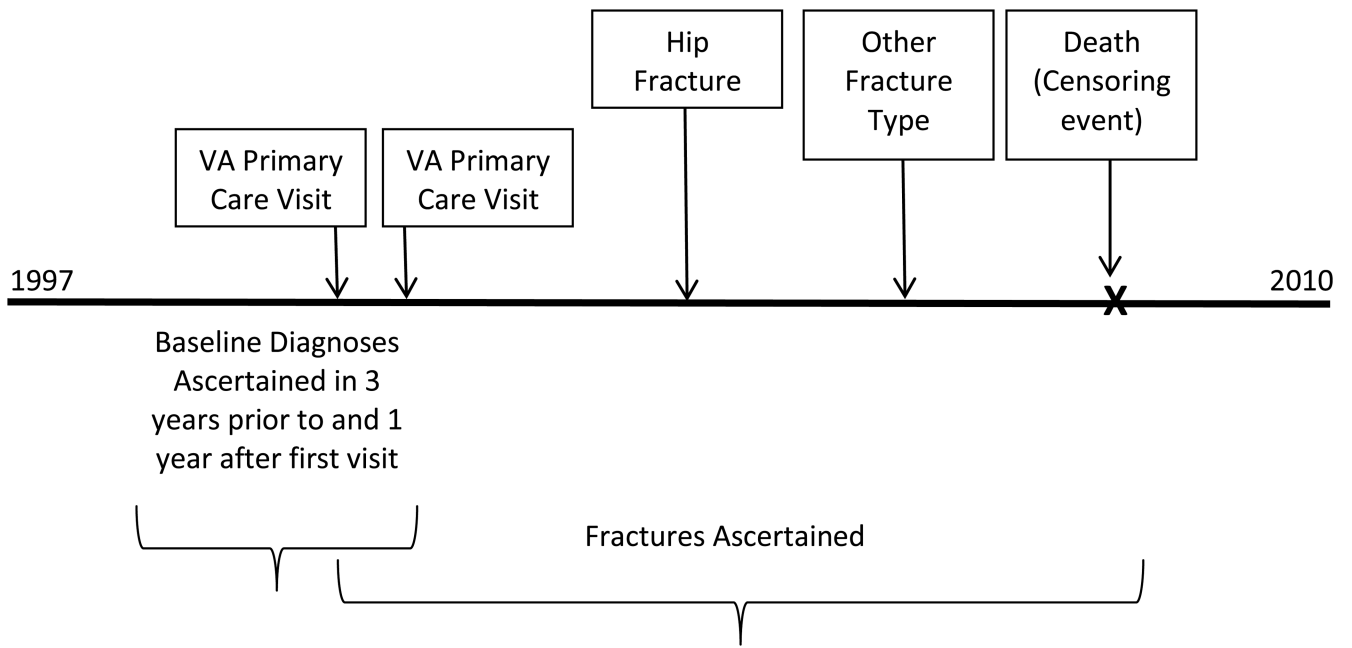 Hip
Fracture
Other
Fracture
Type
Death
(Censoring
event)
VA Primary
Care Visit
VA Primary
Care Visit
1997
2010
X
Baseline Diagnoses
Ascertained in 3
years prior to and 1
year after first visit
Fractures Ascertained